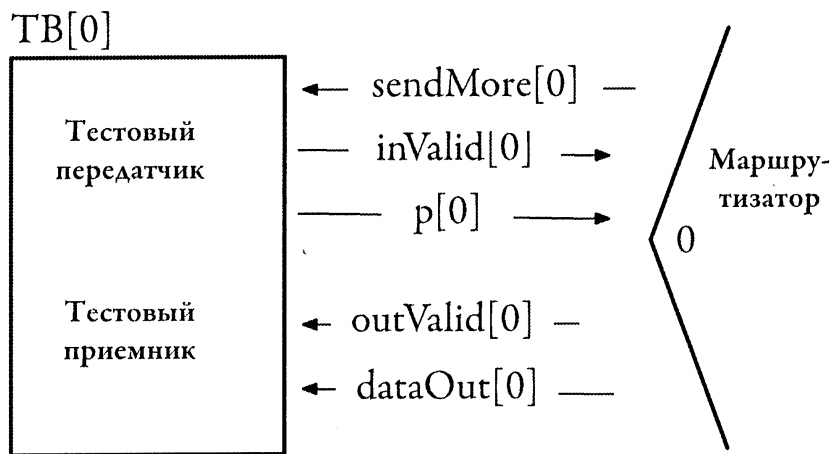 TB[0]
Тестовый
передатчик
sendMore[0]
inValid[0]
p[0]
Маршру-
тизатор
0
Тестовый
приемник
outValid[0]
dataOut[0]